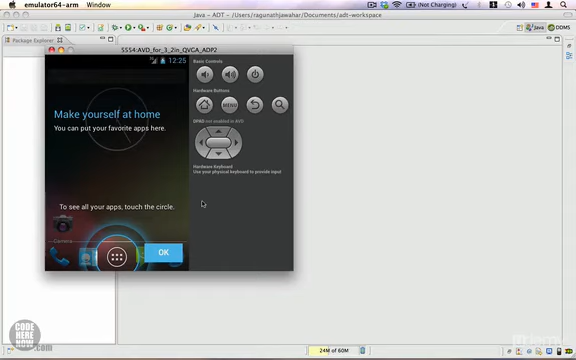 emulator64-arm Window
(Not Charging)
Java – ADT – /Users/ragunathjawahar/Documents/adt-workspace
Java
DDMS
Package Explorer
5554:AVD_for_3_2in_QVGA_ADP2
12:25
Make yourself at home
You can put your favorite apps here.
To see all your apps, touch the circle.
Camera
OK
Basic Controls
Hardware Buttons
MENU
DPAD not enabled in AVD
Hardware Keyboard
Use your physical keyboard to provide input
CODE
HERE
NOW
24M of 60M